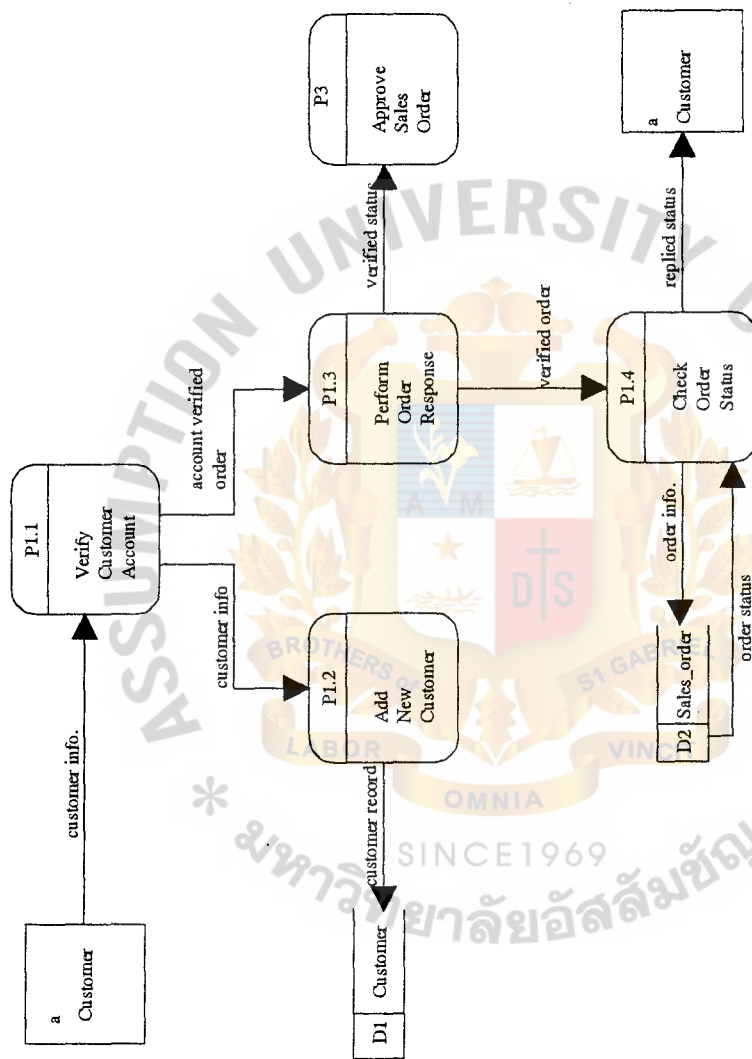 a
Customer
customer info.
P1.1
Verify
Customer
Account
customer info
account verified
order
P1.2
Add
New
Customer
customer record
D1
Customer
P1.3
Perform
Order
Response
verified status
P3
Approve
Sales
Order
verified order
P1.4
Check
Order
Status
order info.
D2
Sales_order
order status
replied status
a
Customer
ASSUMPTION UNIVERSITY
A M
D S
BROTHERS OF
ST GABRIEL
LABOR
OMNIA
VINCIT
SINCE1969
* มหาวิทยาลัยอัสสัมชัญ